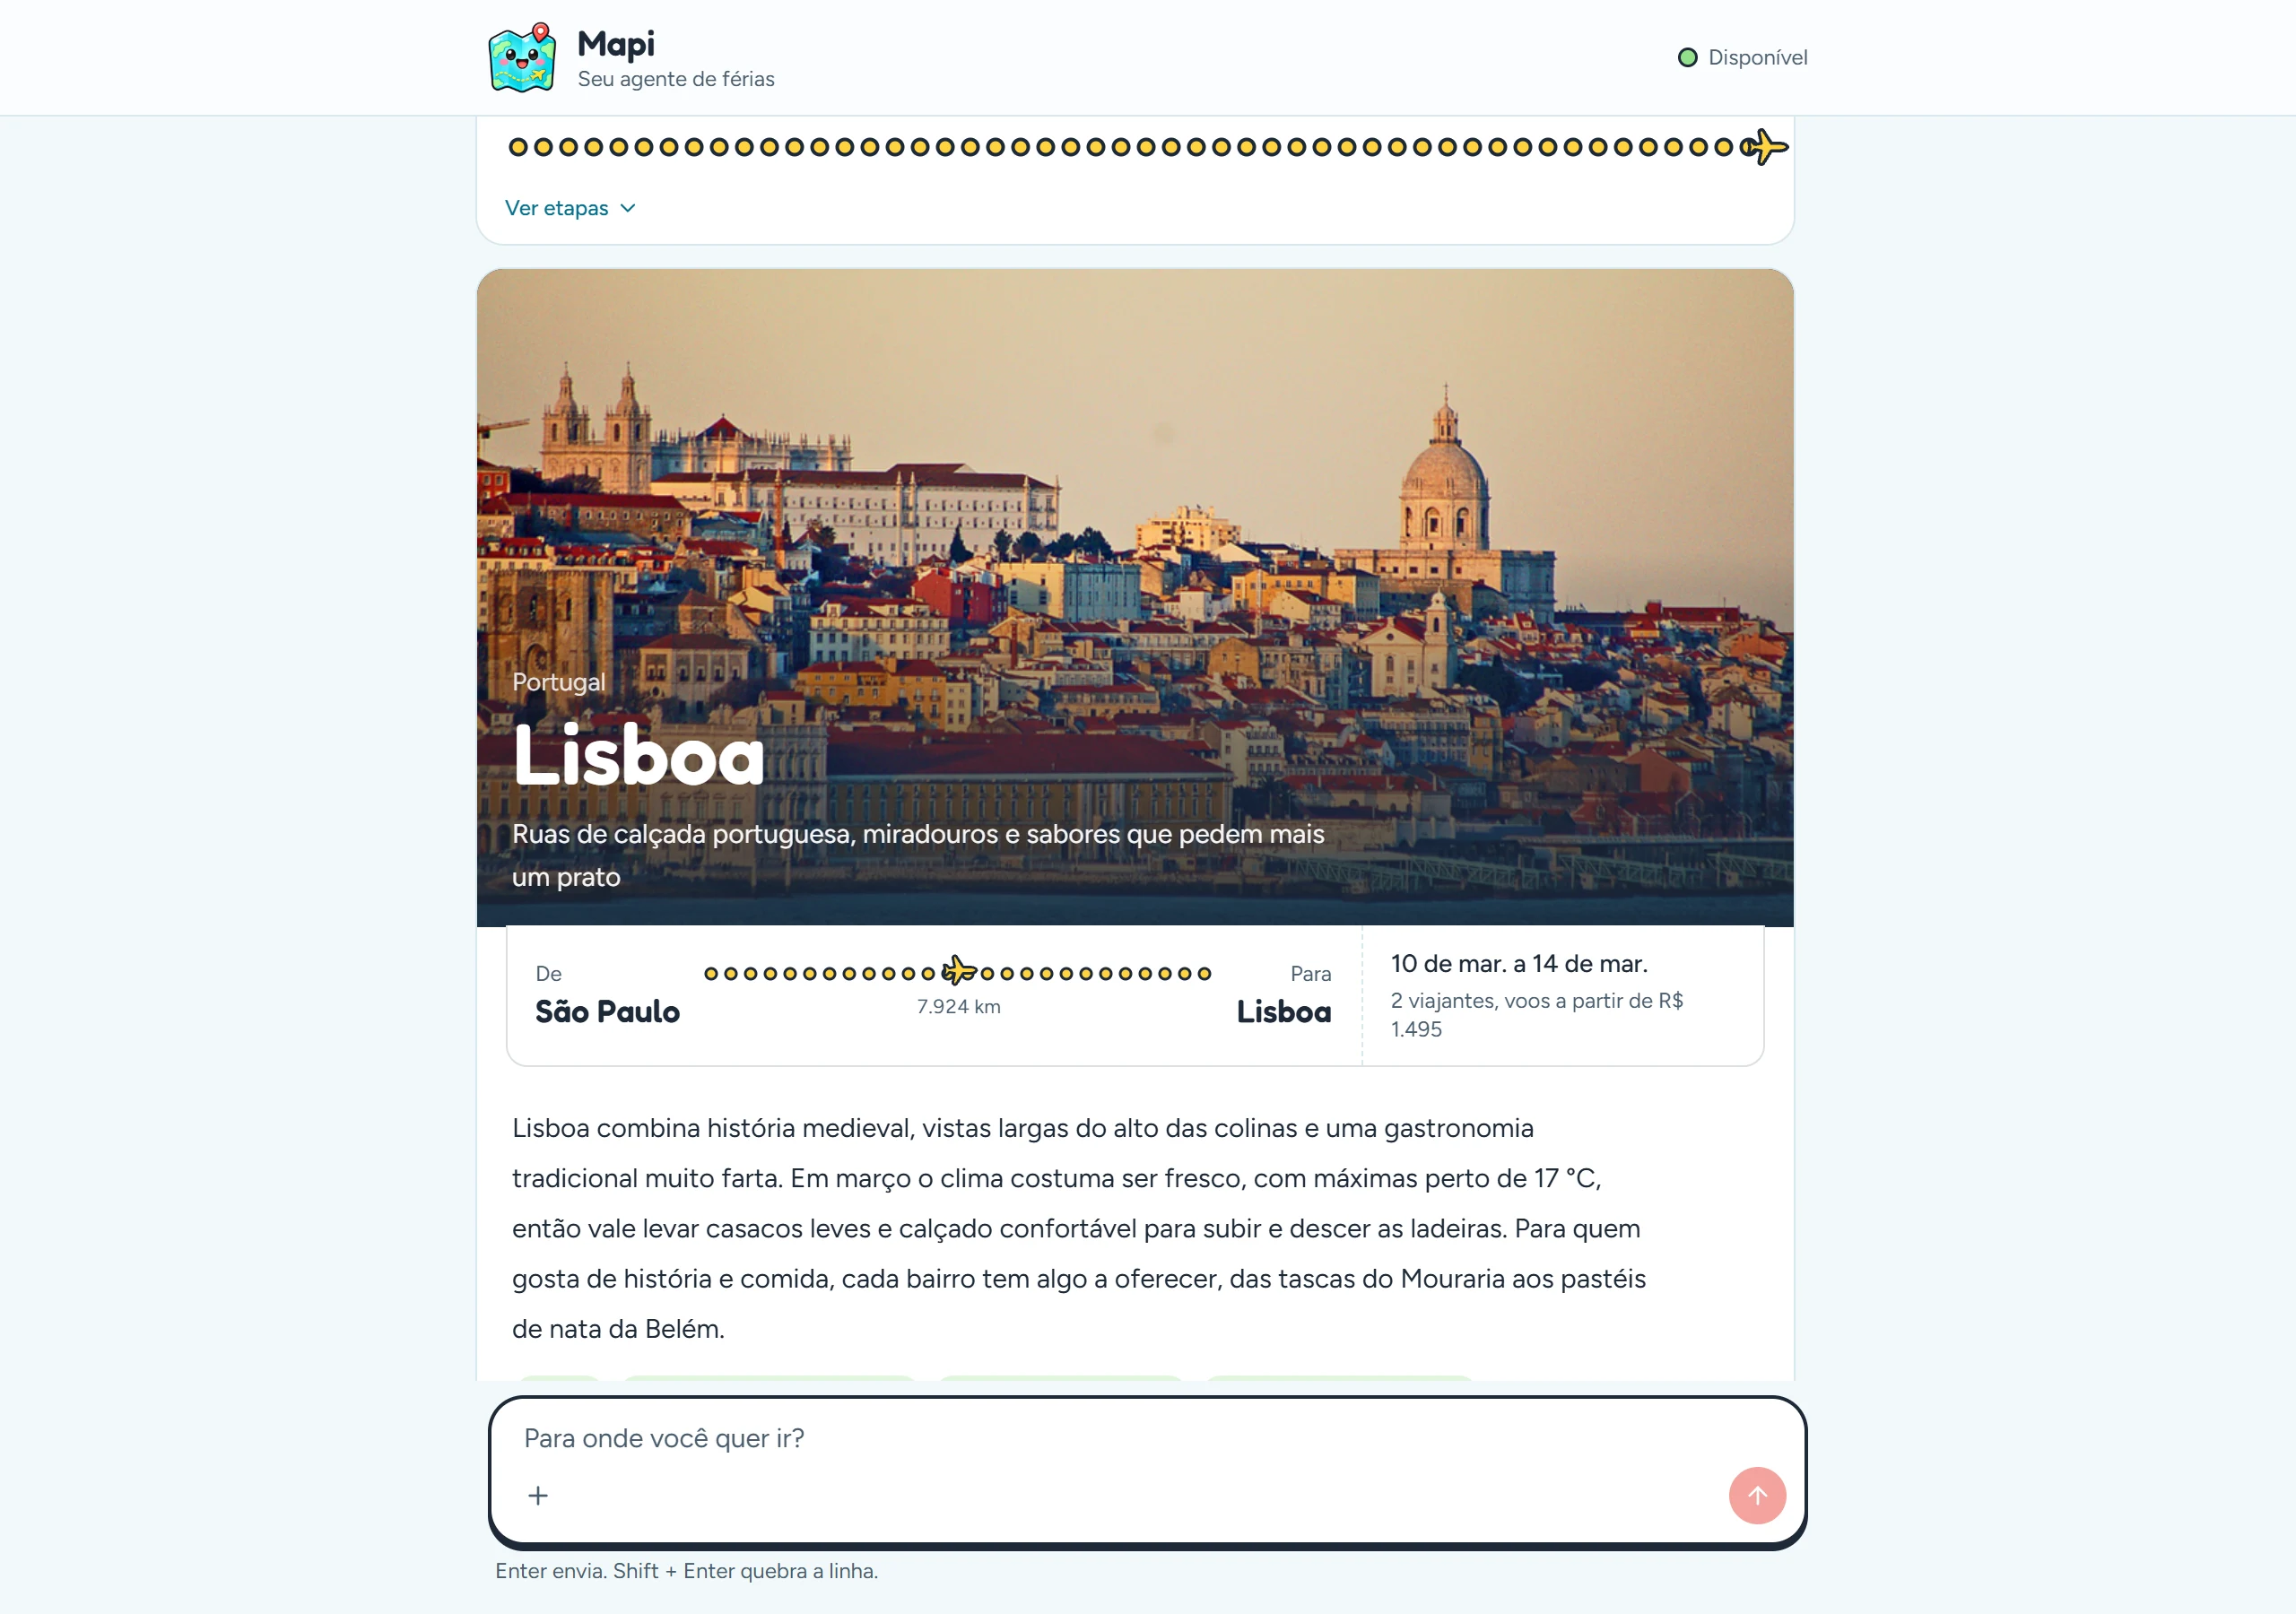 Mapi
Seu agente de férias
Disponível
Ver etapas
Portugal
Lisboa
Ruas de calçada portuguesa, miradouros e sabores que pedem mais
um prato
De
São Paulo
7.924 km
Para
Lisboa
10 de mar. a 14 de mar.
2 viajantes, voos a partir de R$
1.495
Lisboa combina história medieval, vistas largas do alto das colinas e uma gastronomia
tradicional muito farta. Em março o clima costuma ser fresco, com máximas perto de 17 °C,
então vale levar casacos leves e calçado confortável para subir e descer as ladeiras. Para quem
gosta de história e comida, cada bairro tem algo a oferecer, das tascas do Mouraria aos pastéis
de nata da Belém.
Para onde você quer ir?
Enter envia. Shift + Enter quebra a linha.